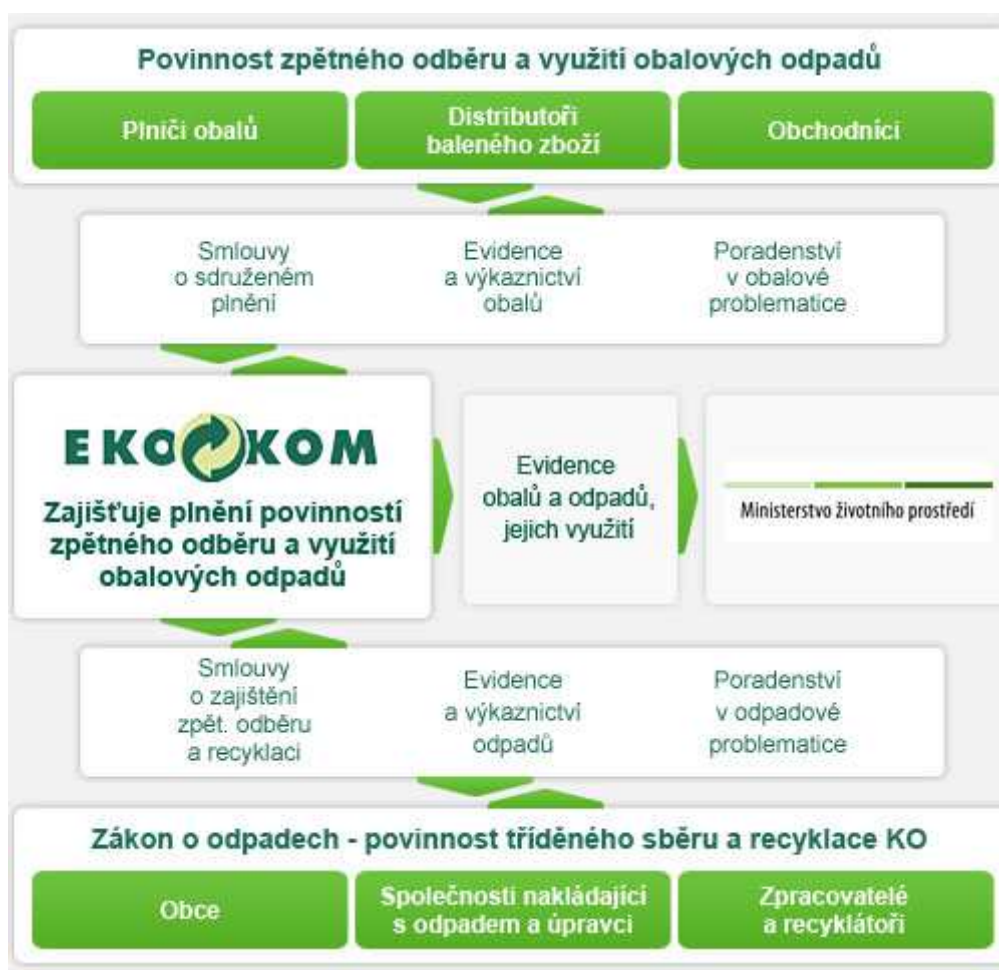 Povinnost zpětného odběru a využití obalových odpadů
Plniči obalů
Distributoři
baleného zboží
Obchodníci
Smlouvy
o sdruženém
plnění
Evidence
a výkaznictví
obalů
Poradenství
v obalové
problematice
EKO KOM
Zajišťuje plnění povinností
zpětného odběru a využití
obalových odpadů
Evidence
obalů a odpadů,
jejich využití
Ministerstvo životního prostředí
Smlouvy
o zajištění
zpět. odběru
a recyklaci
Evidence
a výkaznictví
odpadů
Poradenství
v odpadové
problematice
Zákon o odpadech - povinnost tříděného sběru a recyklace KO
Obce
Společnosti nakládající
s odpadem a úpravci
Zpracovatelé
a recyklátoři